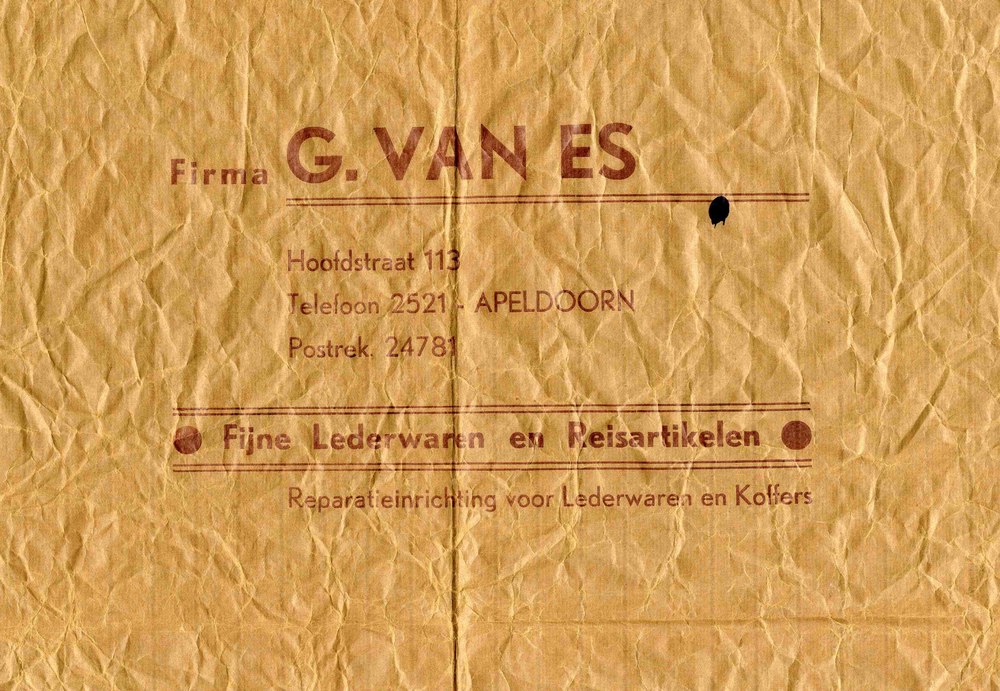 Firma G. VAN ES
Hoofdstraat 113
Telefoon 2521 - APELDOORN
Postrek. 24781
Fijne Lederwaren en Reisartikelen
Reparatieinrichting voor Lederwaren en Koffers